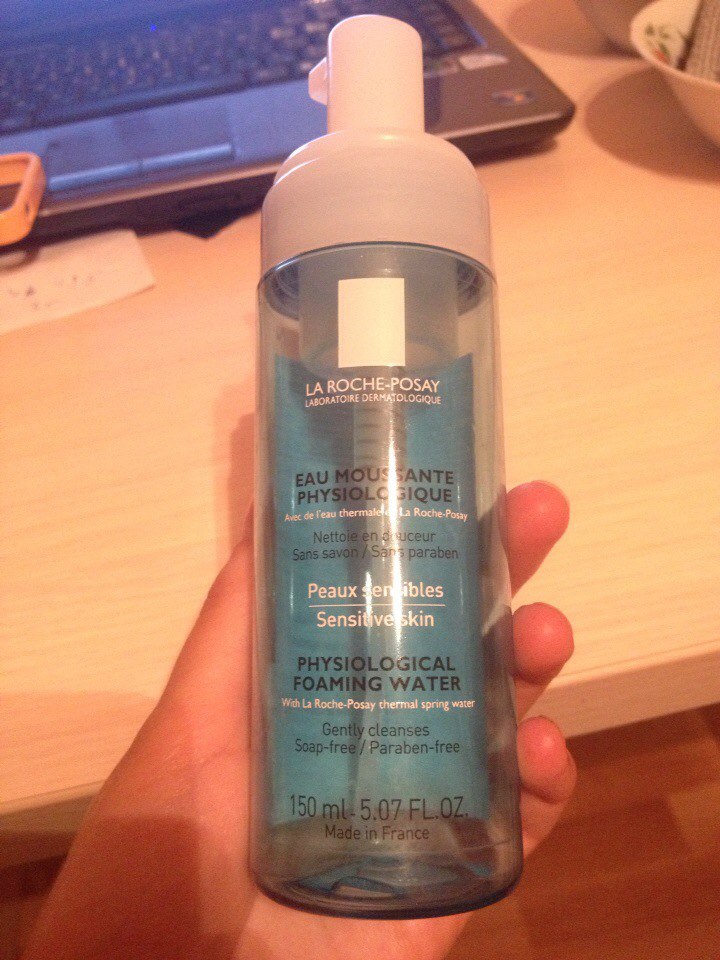 LA ROCHE-POSAY
LABORATOIRE DERMATOLOGIQUE
EAU MOUSSANTE
PHYSIOLOGIQUE
Avec de l'eau thermale de La Roche-Posay
Nettoie en douceur
Sans savon / Sans paraben
Peaux sensibles
Sensitive skin
PHYSIOLOGICAL
FOAMING WATER
With La Roche-Posay thermal spring water
Gently cleanses
Soap-free / Paraben-free
150 ml - 5.07 FL.OZ.
Made in France